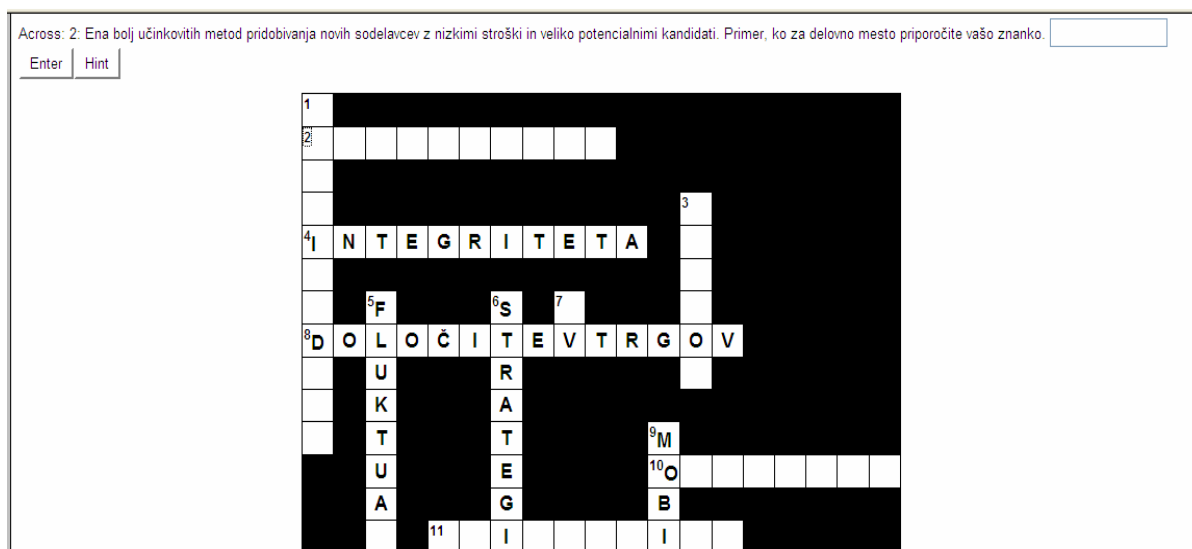 Across: 2: Ena bolj učinkovitih metod pridobivanja novih sodelavcev z nizkimi stroški in veliko potencialnimi kandidati. Primer, ko za delovno mesto priporočite vašo znanko.
Enter Hint
1
2
3
4 I N T E G R I T E T A
5 F 6 S 7
8 D O L O Č I T E V T R G O V
U R
K A
T T 9 M
U E 10 O
A G B
11 I I